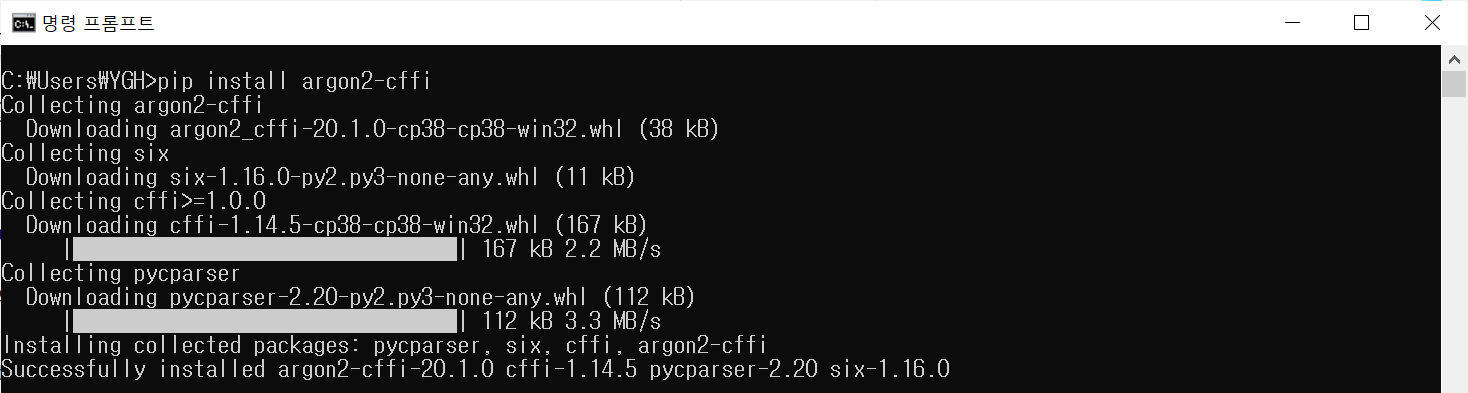 명령 프롬프트
C:\Users\YGH>pip install argon2-cffi
Collecting argon2-cffi
  Downloading argon2_cffi-20.1.0-cp38-cp38-win32.whl (38 kB)
Collecting six
  Downloading six-1.16.0-py2.py3-none-any.whl (11 kB)
Collecting cffi>=1.0.0
  Downloading cffi-1.14.5-cp38-cp38-win32.whl (167 kB)
     || 167 kB 2.2 MB/s
Collecting pycparser
  Downloading pycparser-2.20-py2.py3-none-any.whl (112 kB)
     || 112 kB 3.3 MB/s
Installing collected packages: pycparser, six, cffi, argon2-cffi
Successfully installed argon2-cffi-20.1.0 cffi-1.14.5 pycparser-2.20 six-1.16.0